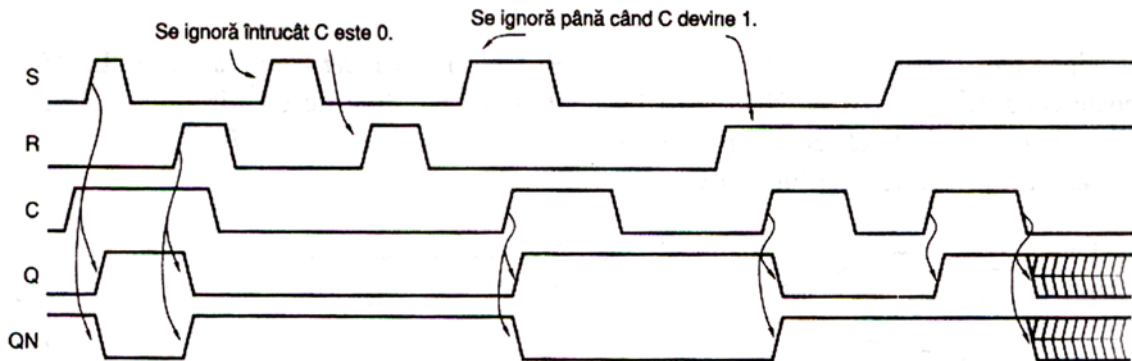 Se ignoră până când C devine 1.
Se ignoră întrucât C este 0.
S
R
C
Q
QN